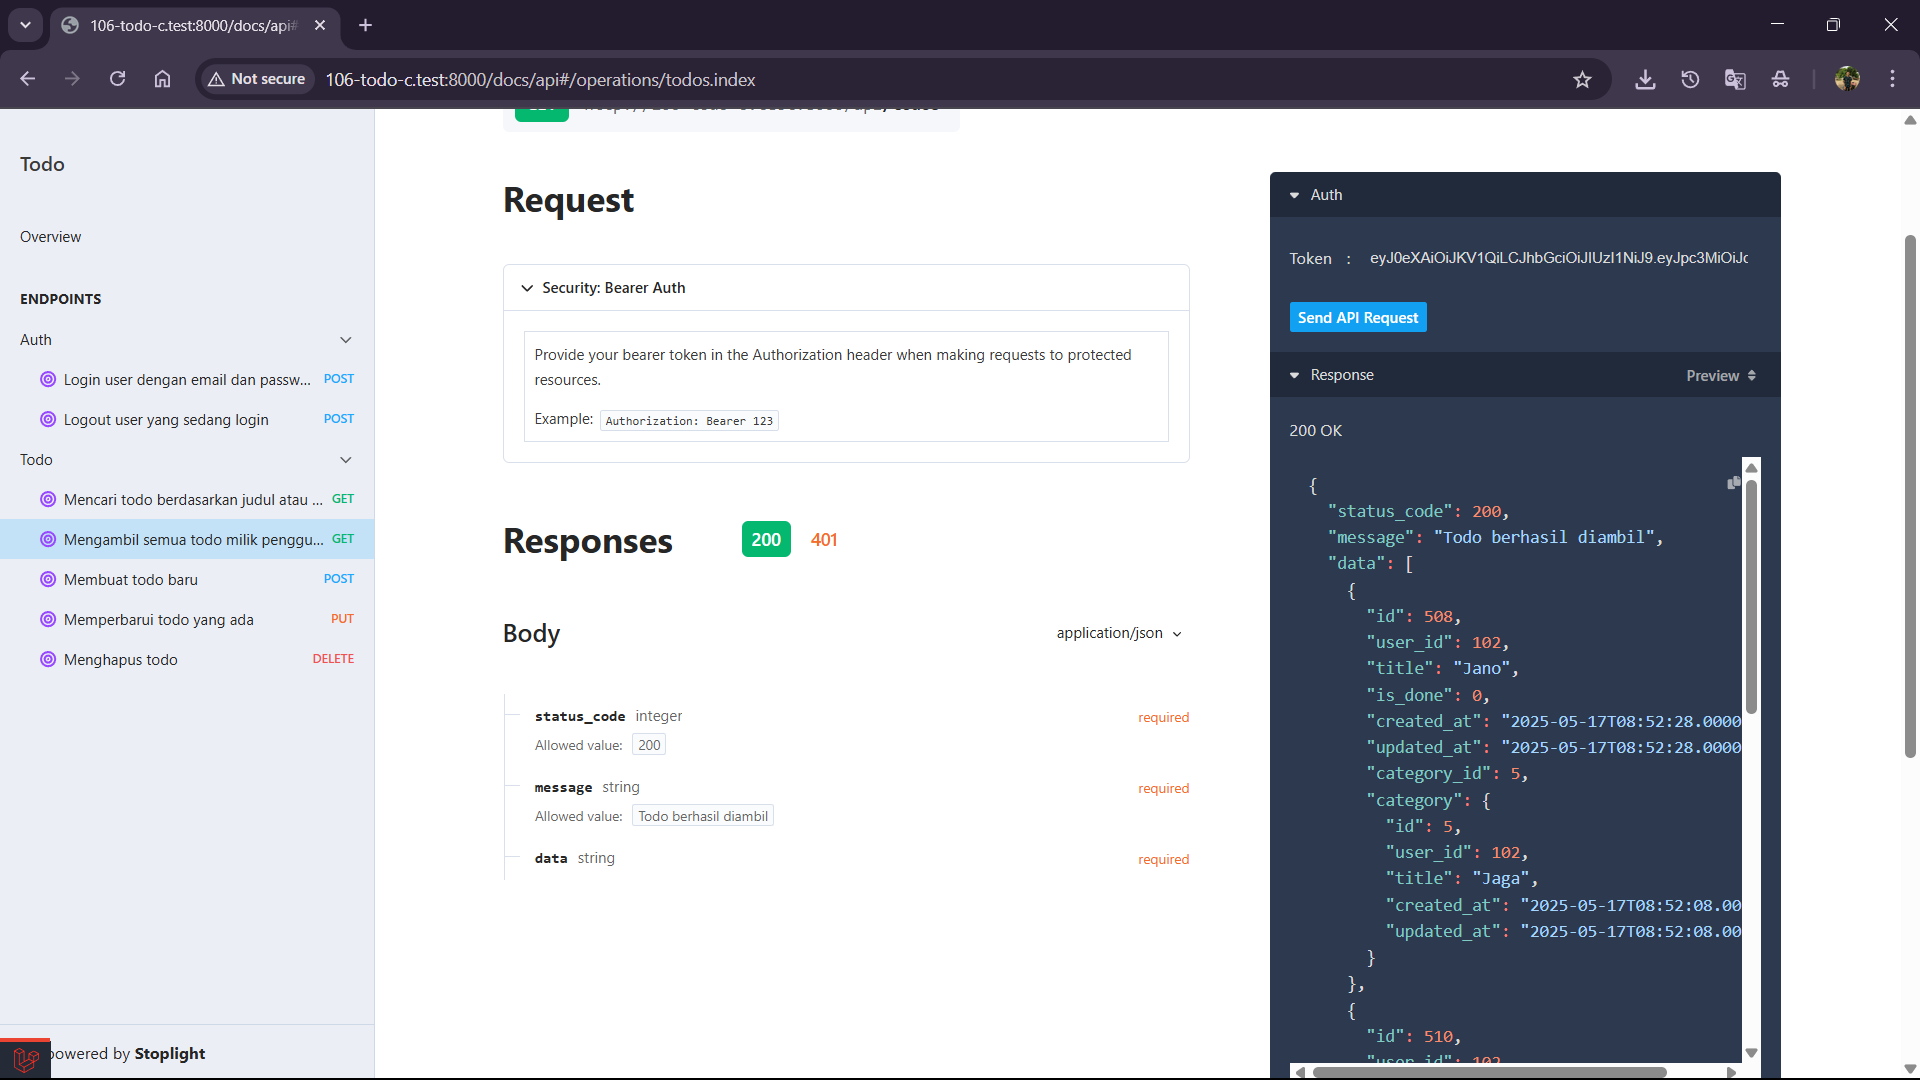 106-todo-c.test:8000/docs/api#
Not secure
106-todo-c.test:8000/docs/api#/operations/todos.index
Todo
Overview
ENDPOINTS
Auth
Login user dengan email dan passw... POST
Logout user yang sedang login POST
Todo
Mencari todo berdasarkan judul atau ... GET
Mengambil semua todo milik penggu... GET
Membuat todo baru POST
Memperbarui todo yang ada PUT
Menghapus todo DELETE
powered by Stoplight
Request
Security: Bearer Auth
Provide your bearer token in the Authorization header when making requests to protected
resources.
Example: Authorization: Bearer 123
Responses 200 401
Body application/json
status_code integer required
Allowed value: 200
message string required
Allowed value: Todo berhasil diambil
data string required
Auth
Token : eyJ0eXAiOiJKV1QiLCJhbGciOiJIUzI1NiJ9.eyJpc3MiOiJc
Send API Request
Response Preview
200 OK
{
"status_code": 200,
"message": "Todo berhasil diambil",
"data": [
{
"id": 508,
"user_id": 102,
"title": "Jano",
"is_done": 0,
"created_at": "2025-05-17T08:52:28.0000
"updated_at": "2025-05-17T08:52:28.0000
"category_id": 5,
"category": {
"id": 5,
"user_id": 102,
"title": "Jaga",
"created_at": "2025-05-17T08:52:08.00
"updated_at": "2025-05-17T08:52:08.00
}
},
{
"id": 510,
"user_id": 102